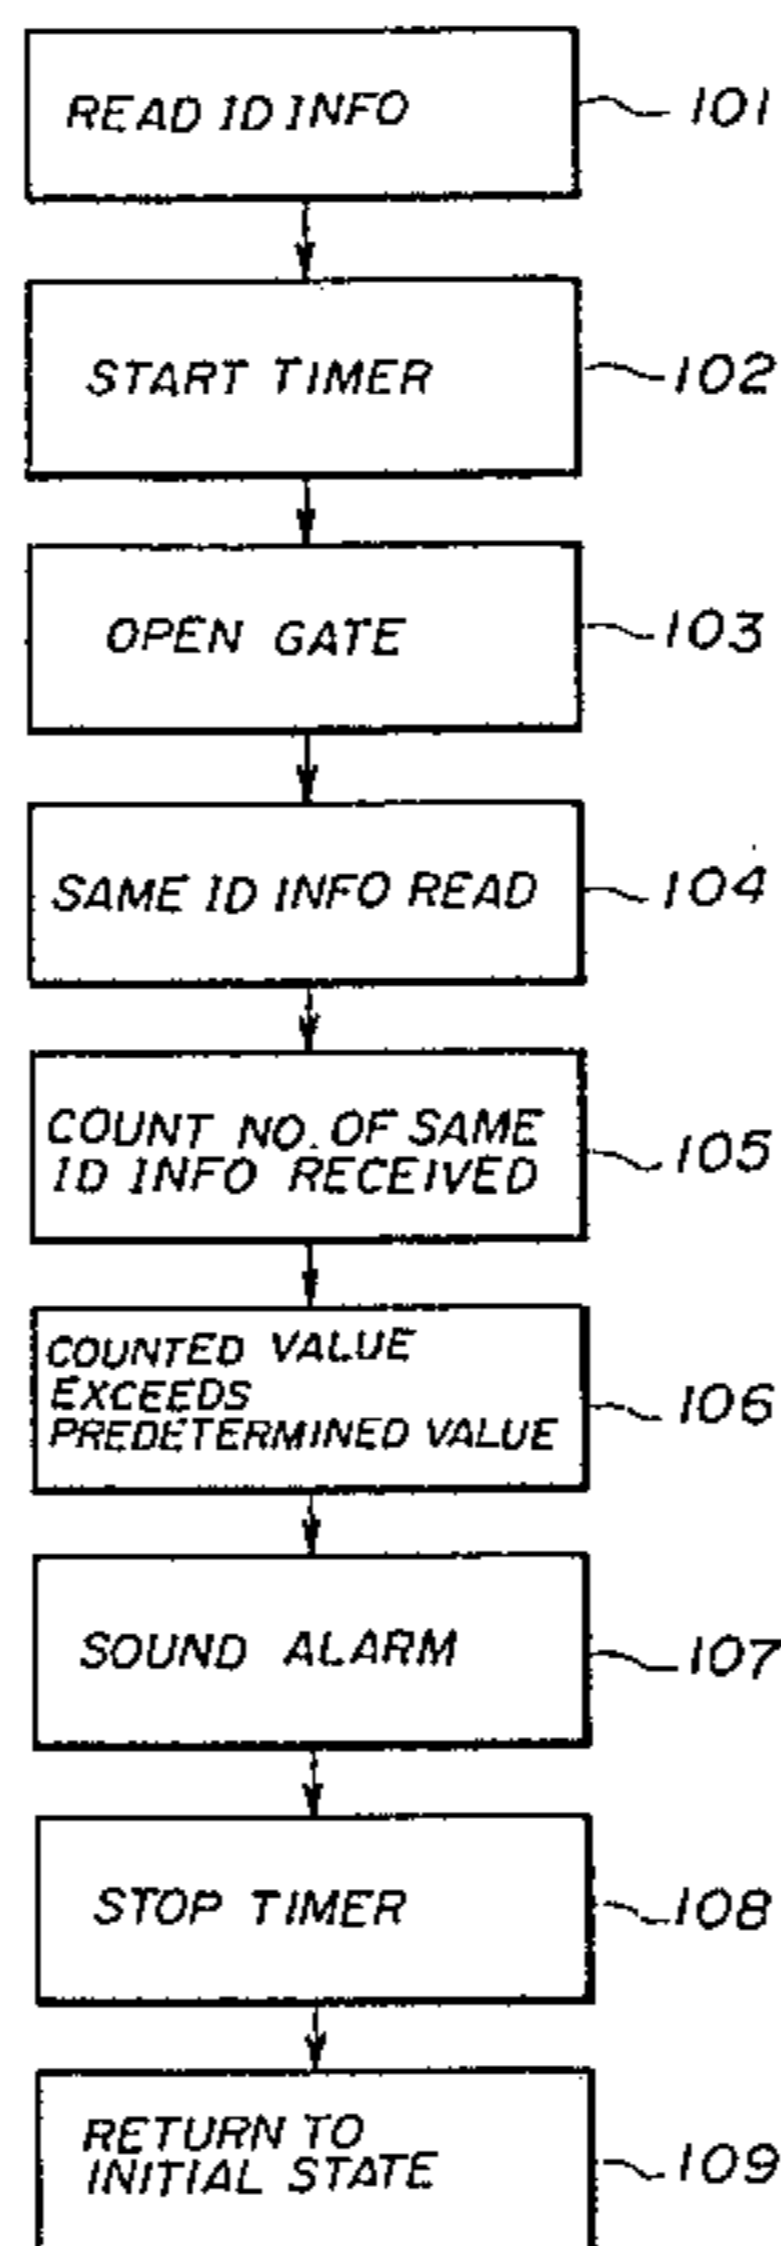 READ ID INFO 101
START TIMER 102
OPEN GATE 103
SAME ID INFO READ 104
COUNT NO. OF SAME
ID INFO RECEIVED 105
COUNTED VALUE
EXCEEDS
PREDETERMINED VALUE 106
SOUND ALARM 107
STOP TIMER 108
RETURN TO
INITIAL STATE 109